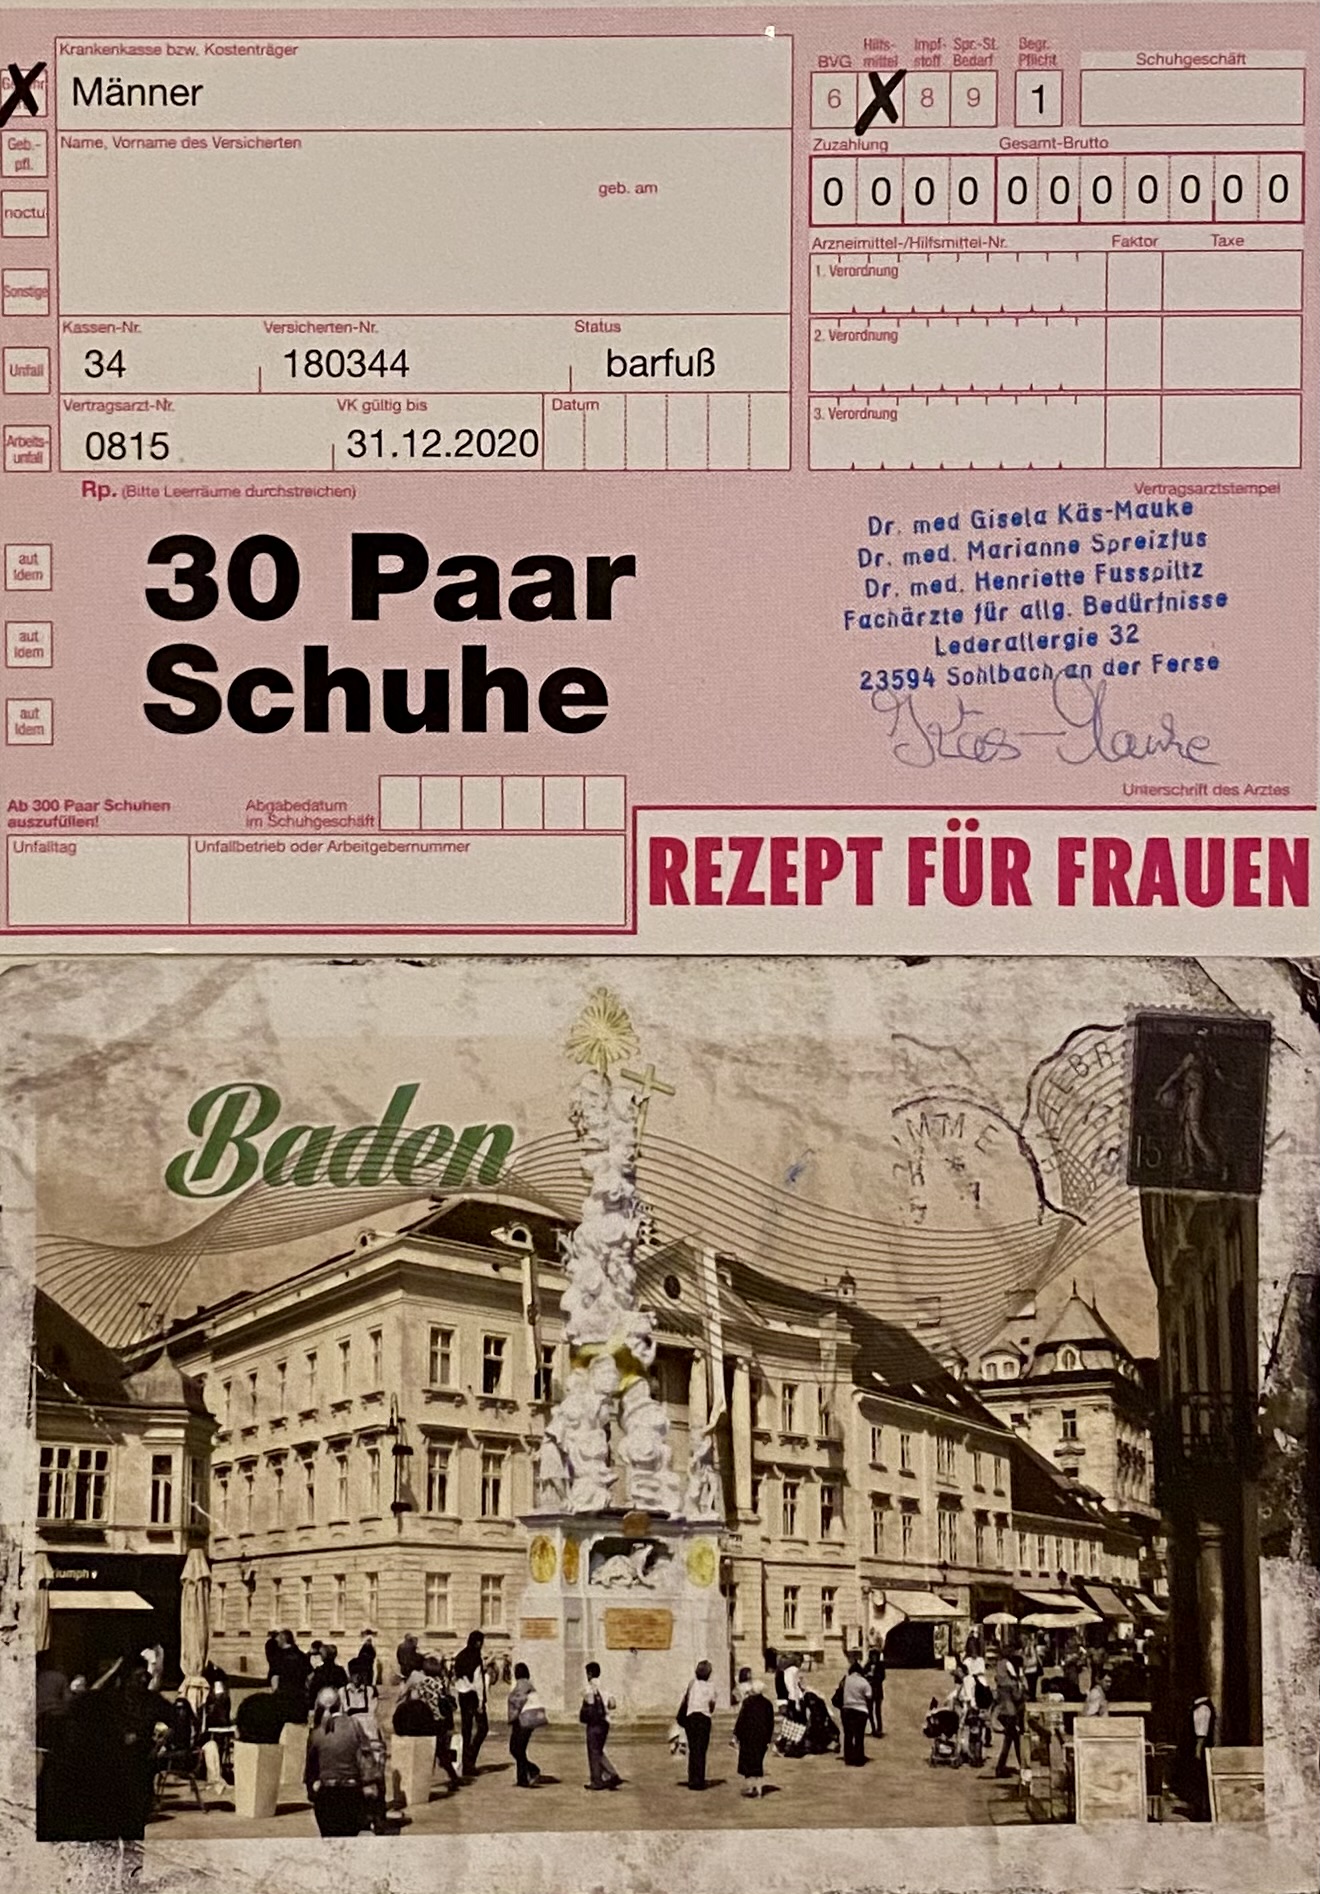 Krankenkasse bzw. Kostenträger
Männer
Name, Vorname des Versicherten
geb. am
Kassen-Nr. Versicherten-Nr. Status
34 180344 barfuß
Vertragsarzt-Nr. VK gültig bis Datum
0815 31.12.2020
Geb.-
pfl.
noctu
Sonstige
Unfall
Arbeits-
unfall
BVG Hilfs-
mittel Impf-
stoff Spr.-St.
Bedarf Begr.
Pflicht Schuhgeschäft
6 8 9 1
Zuzahlung Gesamt-Brutto
0 0 0 0 0 0 0 0 0 0 0
Arzneimittel-/Hilfsmittel-Nr. Faktor Taxe
1. Verordnung
2. Verordnung
3. Verordnung
Rp. (Bitte Leerräume durchstreichen)
Vertragsarztstempel
aut
idem
aut
idem
aut
idem
30 Paar
Schuhe
Dr. med Gisela Käs-Mauke
Dr. med. Marianne Spreizfus
Dr. med. Henriette Fusspiltz
Fachärzte für allg. Bedürfnisse
Lederallergie 32
23594 Sohlbach an der Ferse
Käs-Mauke
Unterschrift des Arztes
Ab 300 Paar Schuhen
auszufüllen!
Abgabedatum
im Schuhgeschäft
Unfalltag Unfallbetrieb oder Arbeitgebernummer
REZEPT FÜR FRAUEN
Baden
15